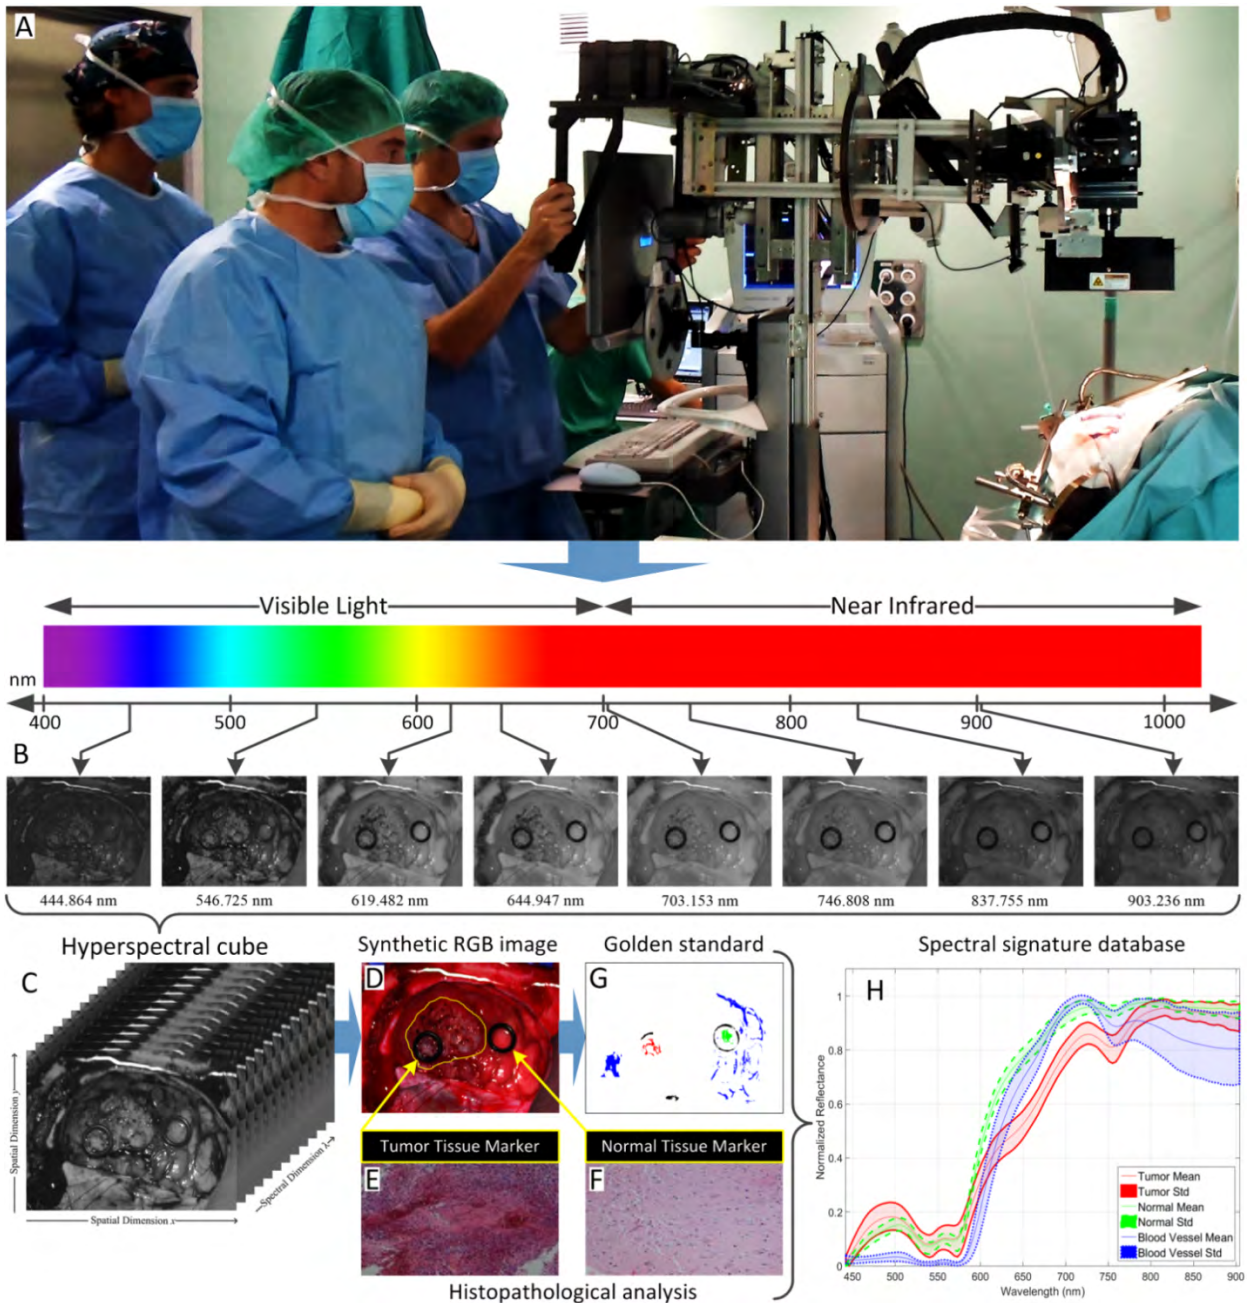 A
Visible Light
Near Infrared
nm
400 500 600 700 800 900 1000
B
444.864 nm 546.725 nm 619.482 nm 644.947 nm 703.153 nm 746.808 nm 837.755 nm 903.236 nm
Hyperspectral cube
Synthetic RGB image
Golden standard
Spectral signature database
C
Spatial Dimension y
Spatial Dimension x
Spectral Dimension λ
D
G
Tumor Tissue Marker
Normal Tissue Marker
E
F
Histopathological analysis
H
Normalized Reflectance
1
0.8
0.6
0.4
0.2
0
450 500 550 600 650 700 750 800 850 900
Wavelength (nm)
Tumor Mean
Tumor Std
Normal Mean
Normal Std
Blood Vessel Mean
Blood Vessel Std